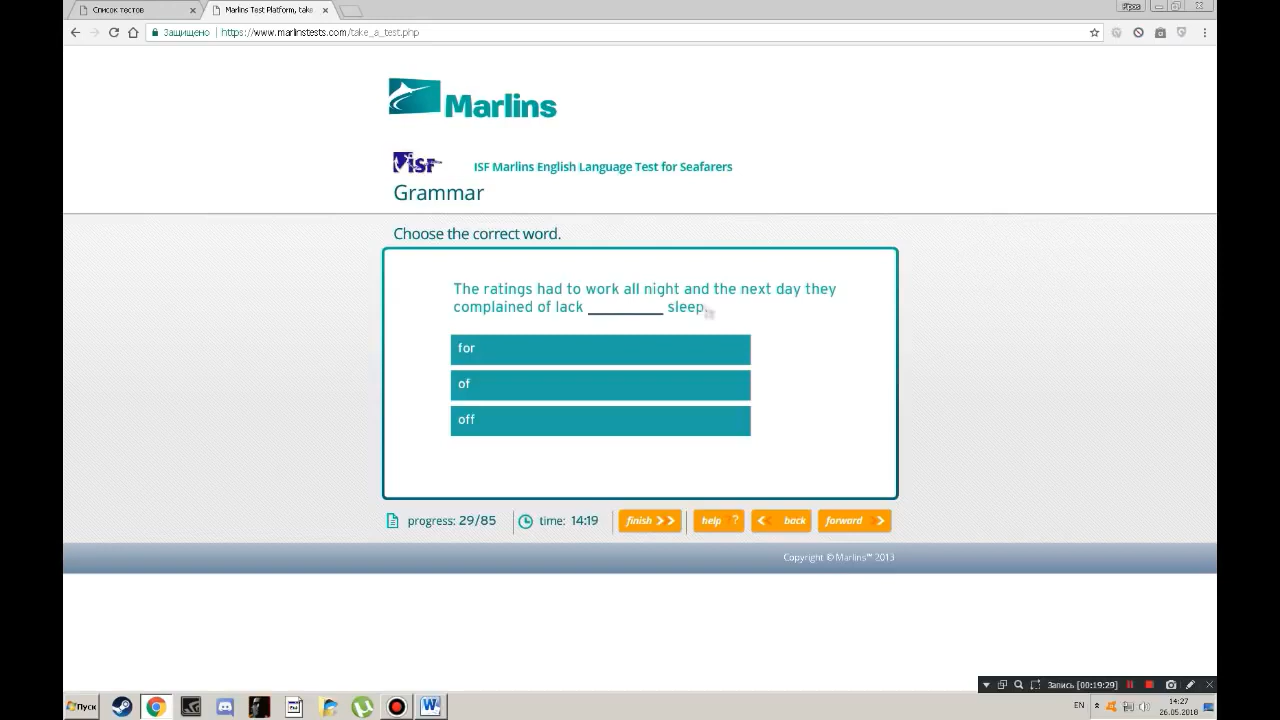 Список тестов
Marlins Test Platform, take
Ягроз
Защищено
https://www.marlinstests.com/take_a_test.php
Marlins
ISF
ISF Marlins English Language Test for Seafarers
Grammar
Choose the correct word.
The ratings had to work all night and the next day they
complained of lack __________ sleep.
for
of
off
progress: 29/85
time: 14:19
finish
help ?
back
forward
Copyright © Marlins™ 2013
Запись [00:19:29]
Пуск
EN
14:27
26.05.2018